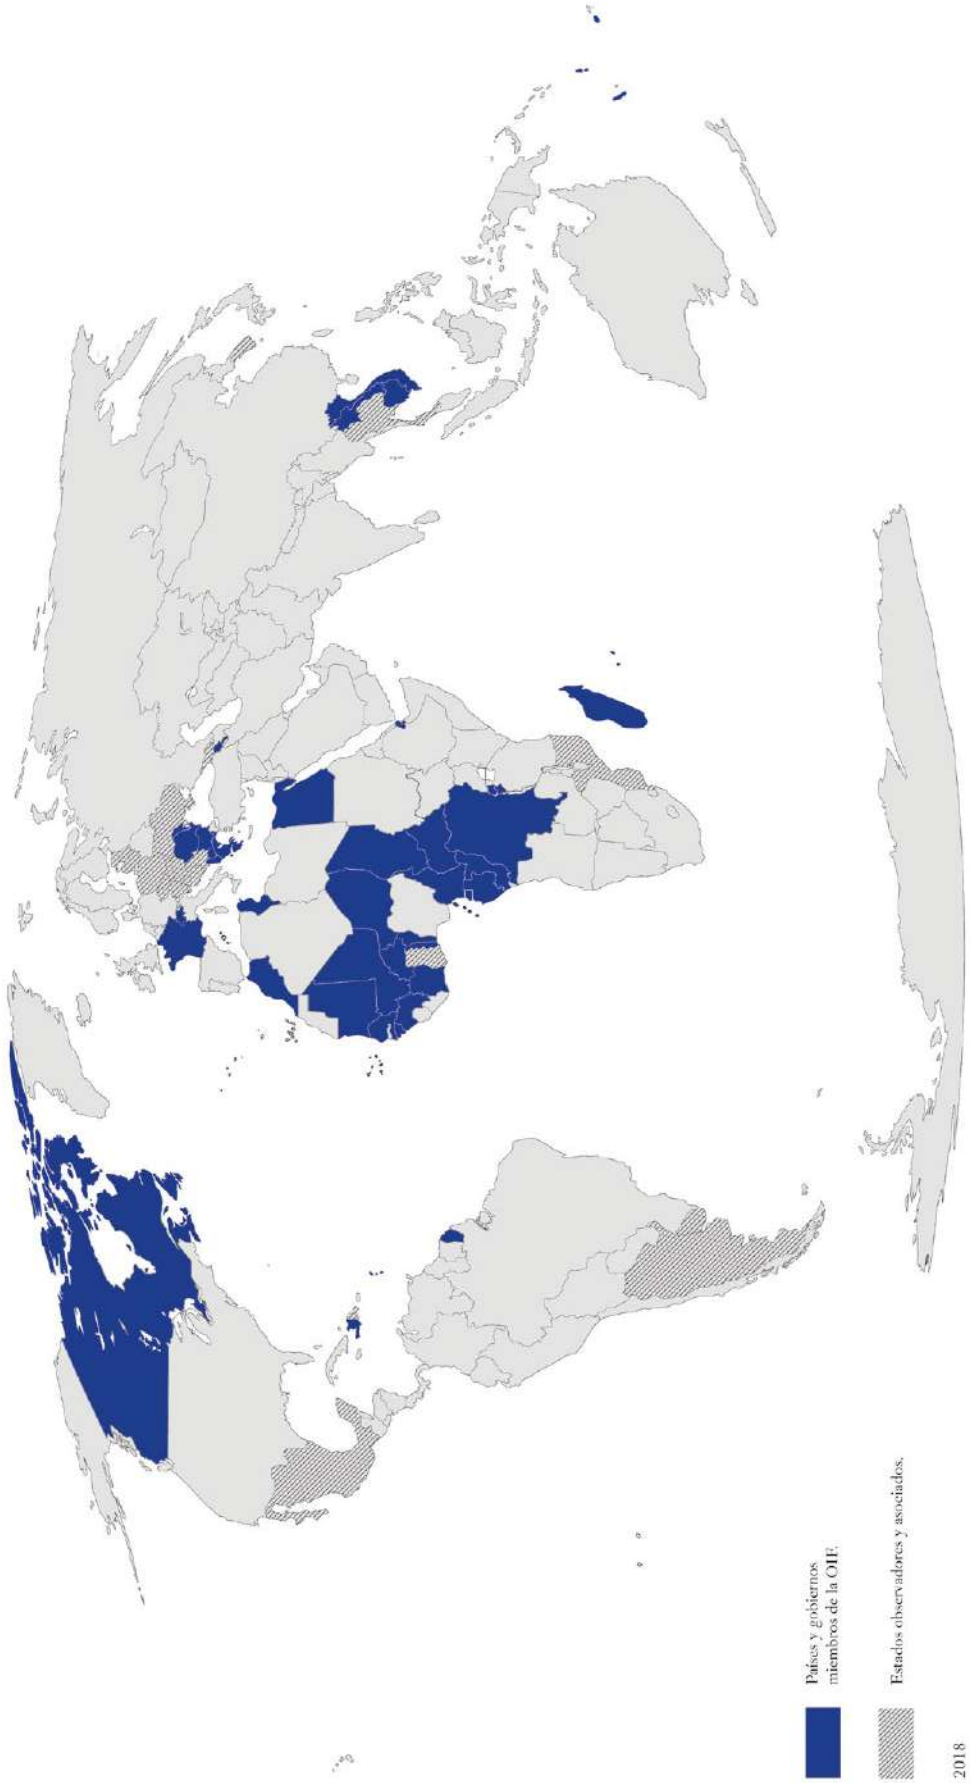 Países y gobiernos
miembros de la OIF.
Estados observadores y asociados.
2018